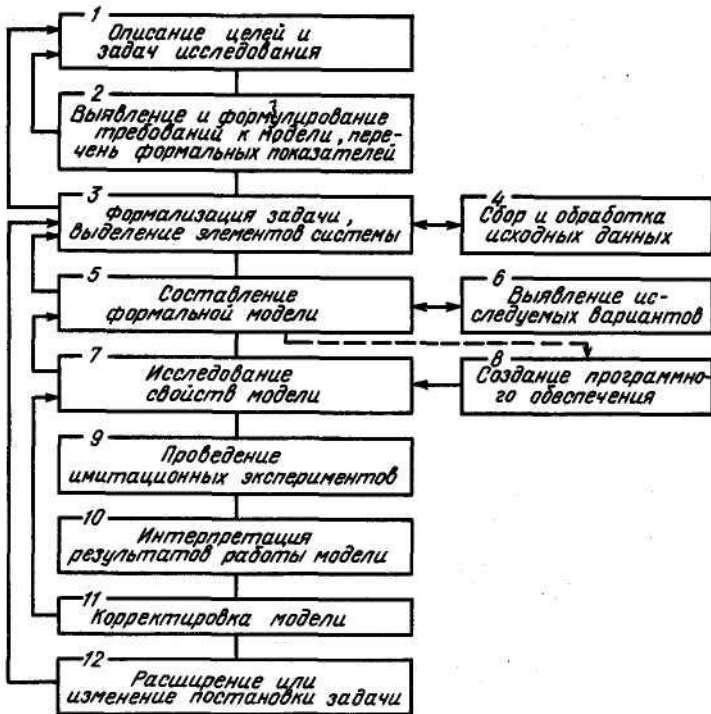 1
Описание целей и
задач исследования
2
Выявление и формулирование
требований к модели, пере-
чень формальных показателей
3
Формализация задачи,
выделение элементов системы
4
Сбор и обработка
исходных данных
5
Составление
формальной модели
6
Выявление ис-
следуемых вариантов
7
Исследование
свойств модели
8
Создание программно-
го обвспечения
9
Проведение
имитационных экспериментов
10
Интерпретация
результатов работы модели
11
Корректировка модели
12
Расширение или
изменение постановки задачи